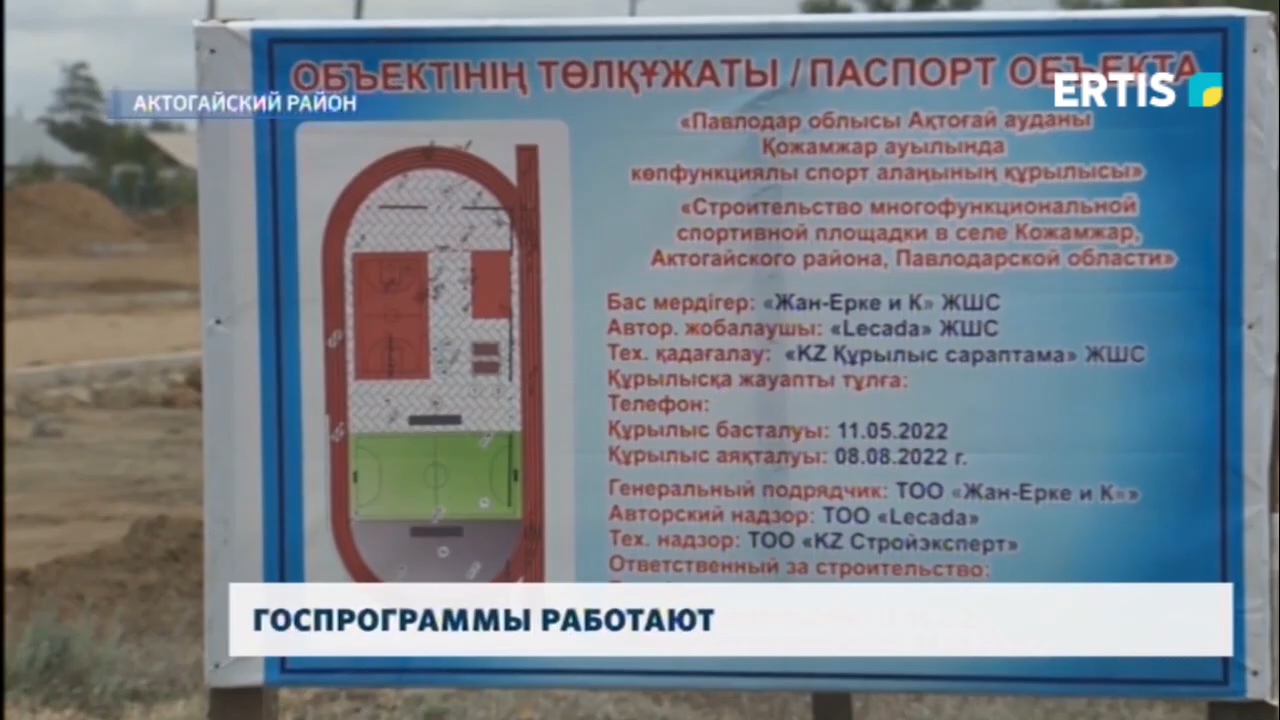 ОБЪЕКТІНІҢ ТӨЛҚҰЖАТЫ / ПАСПОРТ ОБЪЕКТА
ERTIS
АКТОГАЙСКИЙ РАЙОН
«Павлодар облысы Ақтоғай ауданы
Қожамжар ауылында
көпфункциялы спорт алаңының құрылысы»
«Строительство многофункциональной
спортивной площадки в селе Кожамжар,
Актогайского района, Павлодарской области»
Бас мердігер: «Жан-Ерке и К» ЖШС
Автор. жобалаушы: «Lecada» ЖШС
Тех. қадағалау: «KZ Құрылыс сараптама» ЖШС
Құрылысқа жауапты тұлға:
Телефон:
Құрылыс басталуы: 11.05.2022
Құрылыс аяқталуы: 08.08.2022 г.
Генеральный подрядчик: ТОО «Жан-Ерке и К»»
Авторский надзор: ТОО «Lecada»
Тех. надзор: ТОО «KZ Стройэксперт»
Ответственный за строительство:
ГОСПРОГРАММЫ РАБОТАЮТ